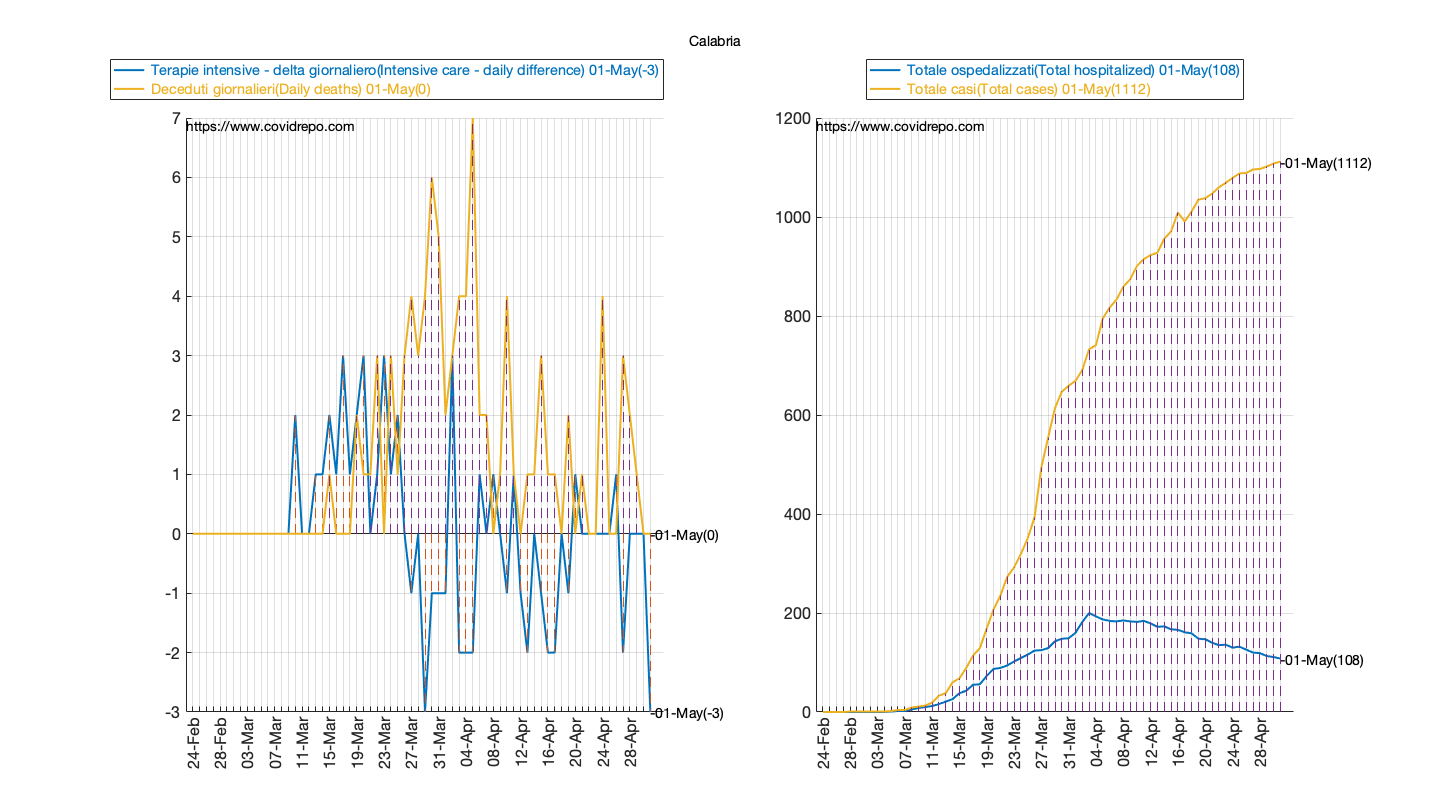 Calabria
Terapie intensive - delta giornaliero(Intensive care - daily difference) 01-May(-3)
Deceduti giornalieri(Daily deaths) 01-May(0)
https://www.covidrepo.com
7
6
5
4
3
2
1
0
-1
-2
-3
01-May(0)
01-May(-3)
24-Feb
28-Feb
03-Mar
07-Mar
11-Mar
15-Mar
19-Mar
23-Mar
27-Mar
31-Mar
04-Apr
08-Apr
12-Apr
16-Apr
20-Apr
24-Apr
28-Apr
Totale ospedalizzati(Total hospitalized) 01-May(108)
Totale casi(Total cases) 01-May(1112)
https://www.covidrepo.com
1200
1000
800
600
400
200
0
01-May(1112)
01-May(108)
24-Feb
28-Feb
03-Mar
07-Mar
11-Mar
15-Mar
19-Mar
23-Mar
27-Mar
31-Mar
04-Apr
08-Apr
12-Apr
16-Apr
20-Apr
24-Apr
28-Apr